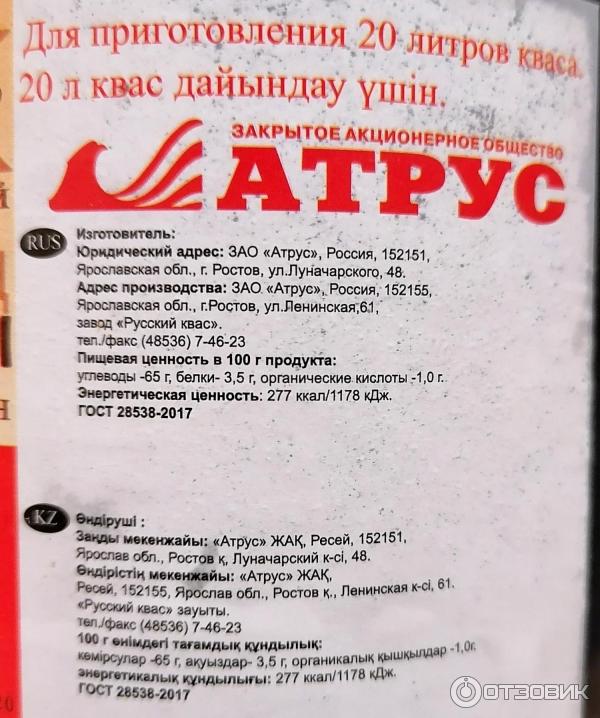 Для приготовления 20 литров кваса.
20 л квас дайындау үшін.
ЗАКРЫТОЕ АКЦИОНЕРНОЕ ОБЩЕСТВО
АТРУС
RUS
Изготовитель:
Юридический адрес: ЗАО «Атрус», Россия, 152151,
Ярославская обл., г. Ростов, ул.Луначарского, 48.
Адрес производства: ЗАО «Атрус», Россия, 152155,
Ярославская обл., г.Ростов, ул.Ленинская,61,
завод «Русский квас».
тел./факс (48536) 7-46-23
Пищевая ценность в 100 г продукта:
углеводы -65 г, белки- 3,5 г, органические кислоты -1,0 г.
Энергетическая ценность: 277 ккал/1178 кДж.
ГОСТ 28538-2017
KZ
Өндіруші :
Заңды мекенжайы: «Атрус» ЖАҚ, Ресей, 152151,
Ярослав обл., Ростов қ, Луначарский к-сі, 48.
Өндірістің мекенжайы: «Атрус» ЖАҚ,
Ресей, 152155, Ярослав обл., Ростов қ., Ленинская к-сі, 61.
«Русский квас» зауыты.
тел./факс (48536) 7-46-23
100 г өнімдегі тағамдық құндылық:
көмірсулар -65 г, ақуыздар- 3,5 г, органикалық қышқылдар -1,0г.
энергетикалық құндылығы: 277 ккал/1178 кДж.
ГОСТ 28538-2017
ОТЗОВИК